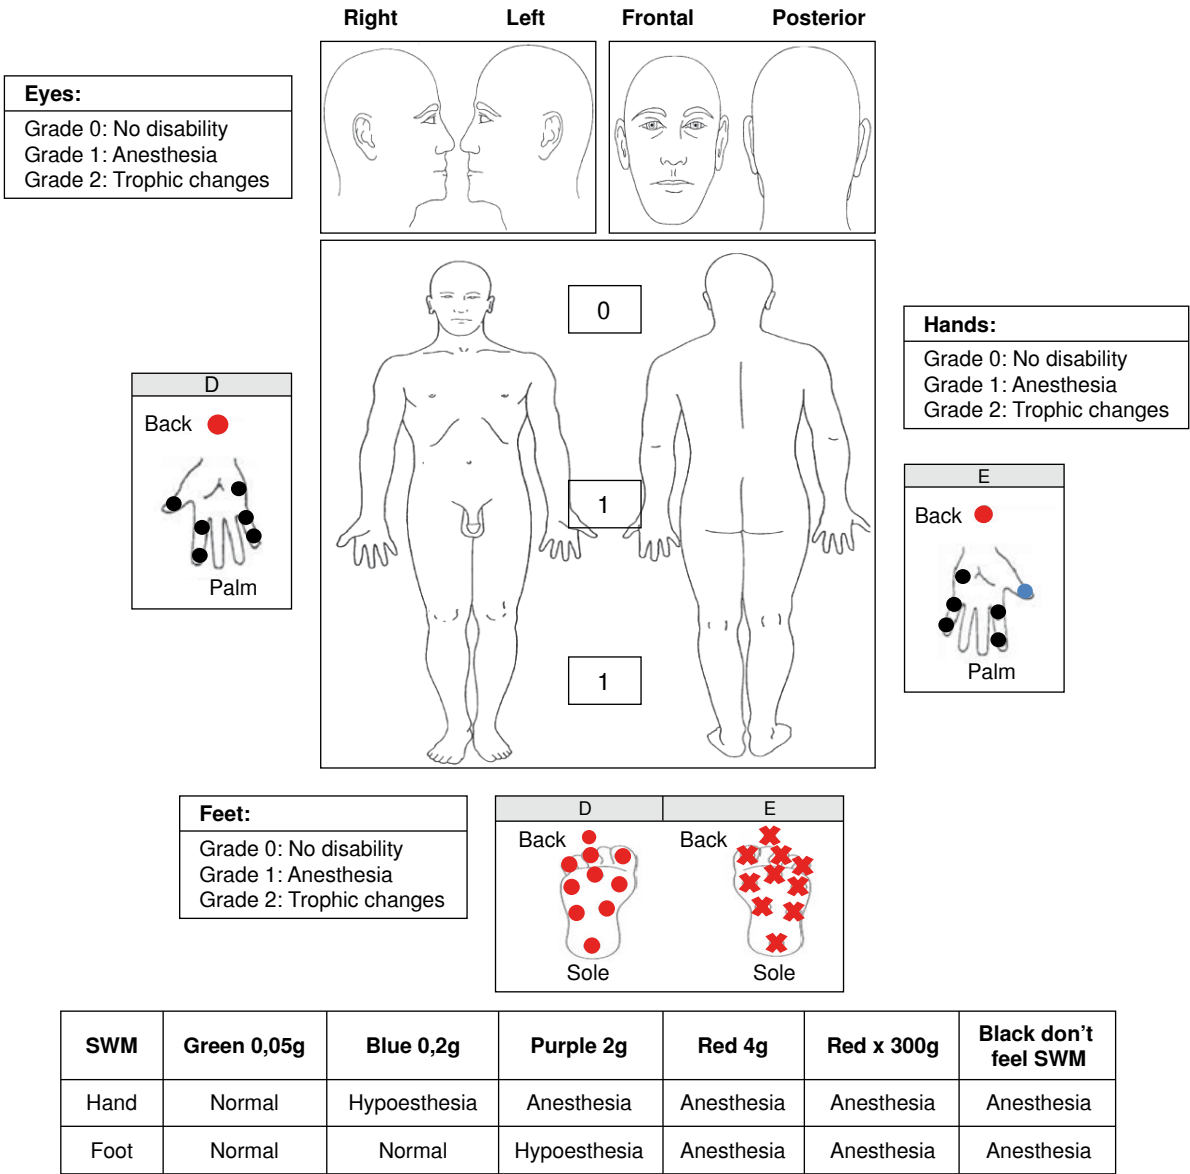 Right Left Frontal Posterior
Eyes:
Grade 0: No disability
Grade 1: Anesthesia
Grade 2: Trophic changes
0
Hands:
Grade 0: No disability
Grade 1: Anesthesia
Grade 2: Trophic changes
D
Back
Palm
1
E
Back
Palm
1
Feet:
Grade 0: No disability
Grade 1: Anesthesia
Grade 2: Trophic changes
D E
Back Back
Sole Sole
SWM Green 0,05g Blue 0,2g Purple 2g Red 4g Red x 300g Black don't feel SWM
Hand Normal Hypoesthesia Anesthesia Anesthesia Anesthesia Anesthesia
Foot Normal Normal Hypoesthesia Anesthesia Anesthesia Anesthesia